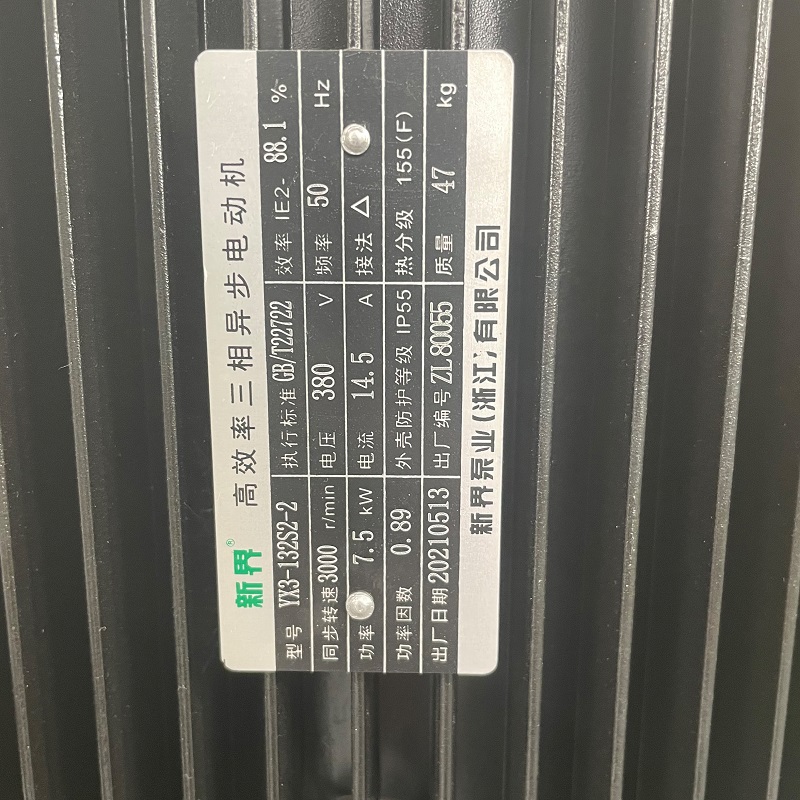 新界® 高效率三相异步电动机
型号 YX3-132S2-2 执行标准 GB/T22722 效率 IE2- 88.1 %
同步转速 3000 r/min 电压 380 V 频率 50 Hz
功率 7.5 kW 电流 14.5 A 接法 △
功率因数 0.89 外壳防护等级 IP55 热分级 155(F)
出厂日期 20210513 出厂编号 ZL80055 质量 47 kg
新界泵业(浙江)有限公司